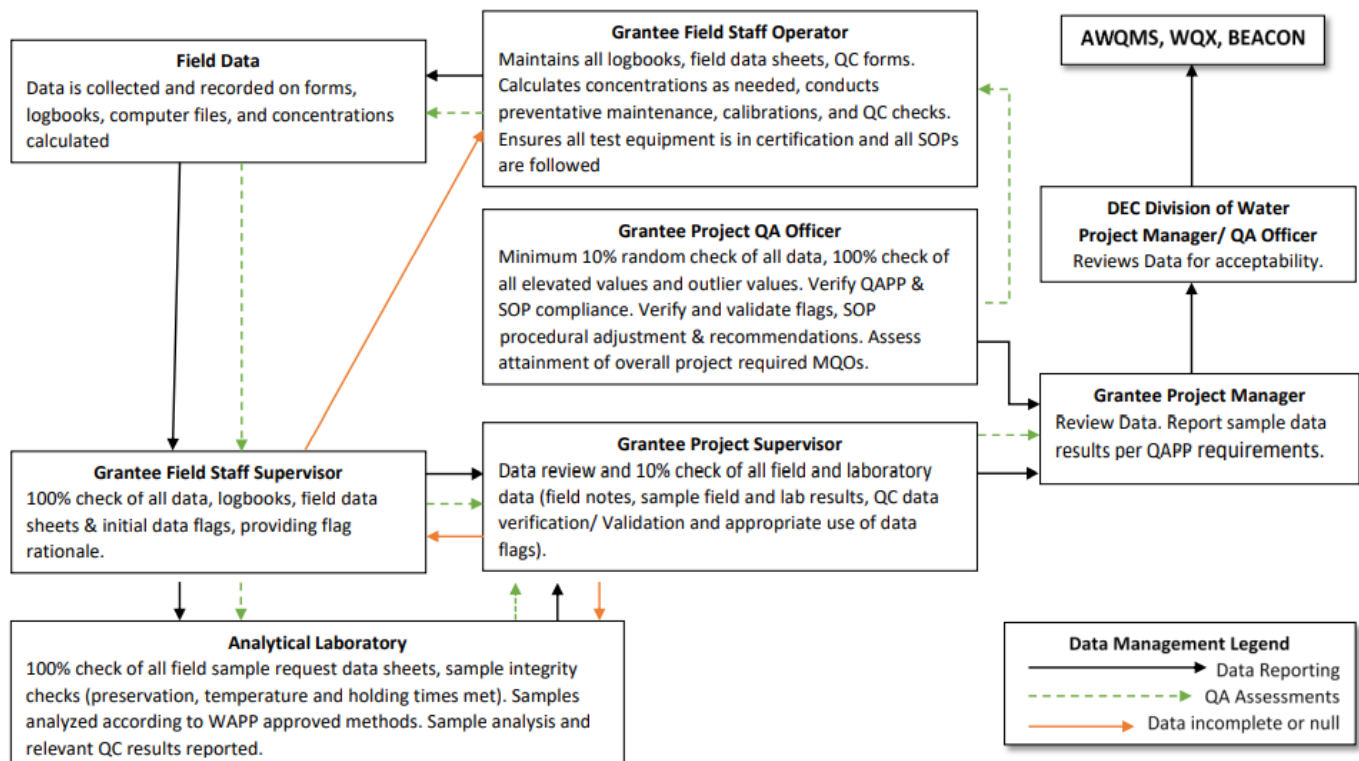 Field Data
Data is collected and recorded on forms,
logbooks, computer files, and concentrations
calculated
Grantee Field Staff Operator
Maintains all logbooks, field data sheets, QC forms.
Calculates concentrations as needed, conducts
preventative maintenance, calibrations, and QC checks.
Ensures all test equipment is in certification and all SOPs
are followed
AWQMS, WQX, BEACON
DEC Division of Water
Project Manager/ QA Officer
Reviews Data for acceptability.
Grantee Project QA Officer
Minimum 10% random check of all data, 100% check of
all elevated values and outlier values. Verify QAPP &
SOP compliance. Verify and validate flags, SOP
procedural adjustment & recommendations. Assess
attainment of overall project required MQOs.
Grantee Project Manager
Review Data. Report sample data
results per QAPP requirements.
Grantee Field Staff Supervisor
100% check of all data, logbooks, field data
sheets & initial data flags, providing flag
rationale.
Grantee Project Supervisor
Data review and 10% check of all field and laboratory
data (field notes, sample field and lab results, QC data
verification/ Validation and appropriate use of data
flags).
Analytical Laboratory
100% check of all field sample request data sheets, sample integrity
checks (preservation, temperature and holding times met). Samples
analyzed according to WAPP approved methods. Sample analysis and
relevant QC results reported.
Data Management Legend
Data Reporting
QA Assessments
Data incomplete or null